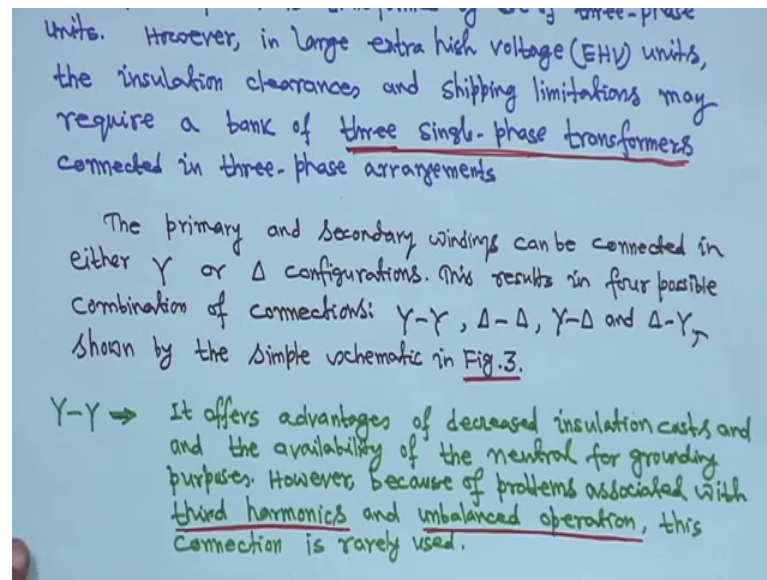 three-phase
units. However, in large extra high voltage (EHV) units,
the insulation clearances and shipping limitations may
require a bank of three single-phase transformers
connected in three-phase arrangements
The primary and secondary windings can be connected in
either Y or Δ configurations. This results in four possible
combination of connections: Y-Y, Δ-Δ, Y-Δ and Δ-Y,
shown by the simple schematic in Fig.3.
Y-Y → It offers advantages of decreased insulation costs and
and the availability of the neutral for grounding
purposes. However, because of problems associated with
third harmonics and unbalanced operation, this
connection is rarely used.